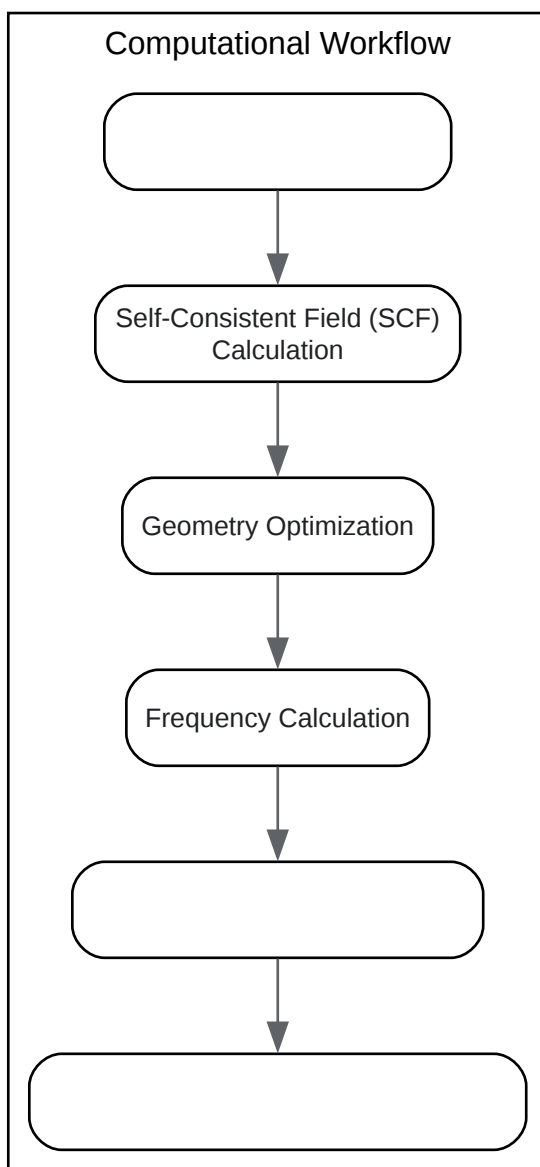 Computational Workflow
Self-Consistent Field (SCF)
Calculation
Geometry Optimization
Frequency Calculation